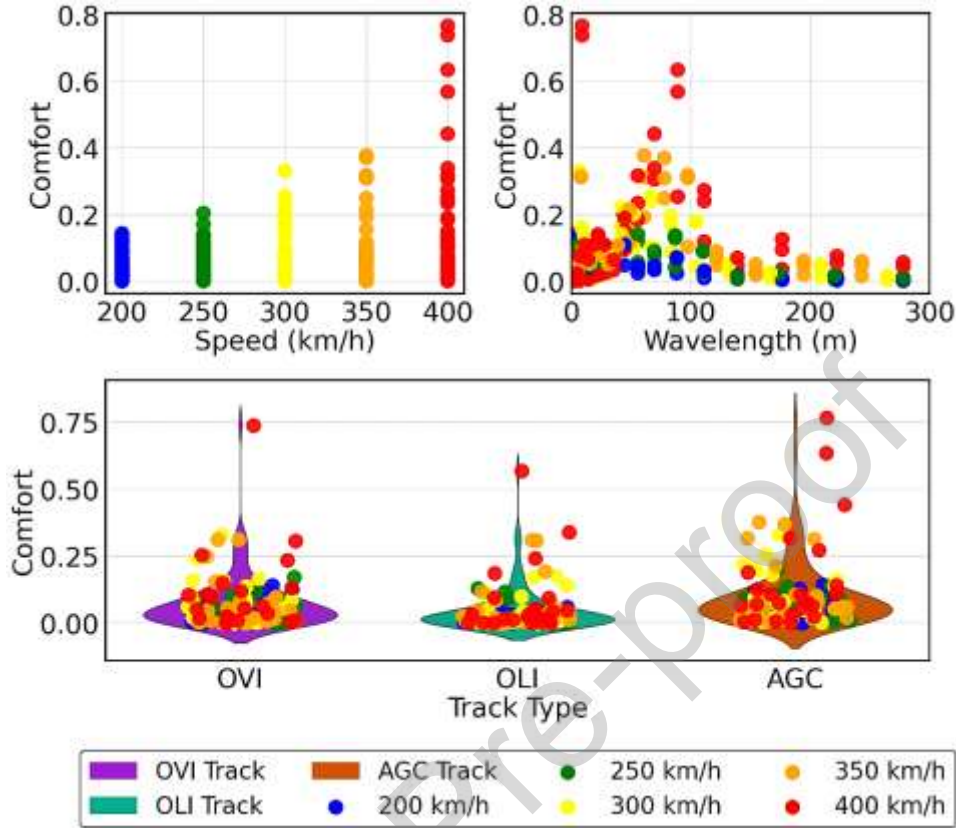 0.8
0.6
0.4
0.2
0.0
Comfort
200 250 300 350 400
Speed (km/h)
0.8
0.6
0.4
0.2
0.0
Comfort
0 100 200 300
Wavelength (m)
0.75
0.50
0.25
0.00
Comfort
OVI OLI AGC
Track Type
OVI Track AGC Track 250 km/h 350 km/h
OLI Track 200 km/h 300 km/h 400 km/h
pre-proof